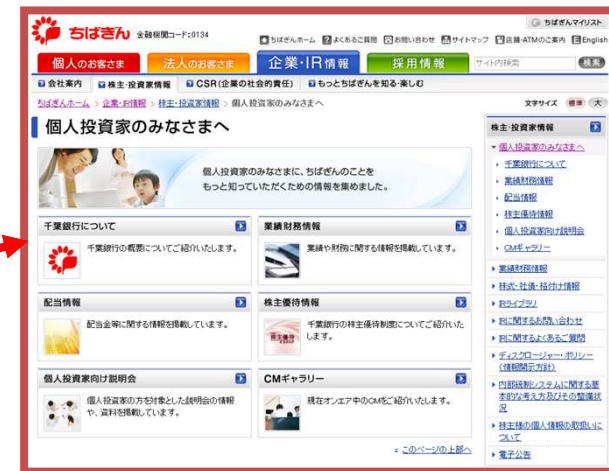 ちばぎんマイリスト
ちばぎん 金融機関コード:0134
ちばぎんホーム よくあるご質問 お問い合わせ サイトマップ 店舗・ATMのご案内 English
個人のお客さま 法人のお客さま 企業・IR情報 採用情報 サイト内検索 検索
会社案内 株主・投資家情報 CSR(企業の社会的責任) もっとちばぎんを知る・楽しむ
ちばぎんホーム > 企業・IR情報 > 株主・投資家情報 > 個人投資家のみなさまへ
文字サイズ 標準 大
個人投資家のみなさまへ
個人投資家のみなさまに、ちばぎんのことを
もっと知っていただくための情報を集めました。
千葉銀行について
千葉銀行の概要についてご紹介いたします。
業績財務情報
業績や財務に関する情報を掲載しています。
配当情報
配当金等に関する情報を掲載しています。
株主優待情報
株主優待
千葉銀行の株主優待制度についてご紹介いた
します。
個人投資家向け説明会
個人投資家の方を対象とした説明会の情報
や、資料を掲載しています。
CMギャラリー
現在オンエア中のCMをご紹介いたします。
このページの上部へ
株主・投資家情報
個人投資家のみなさまへ
千葉銀行について
業績財務情報
配当情報
株主優待情報
個人投資家向け説明会
CMギャラリー
業績財務情報
株式・社債・格付け情報
IRライブラリ
IRに関するお問い合わせ
IRに関するよくあるご質問
ディスクロージャー・ポリシー
(情報開示方針)
内部統制システムに関する基
本的な考え方及びその整備状
況
株主様の個人情報の取扱いに
ついて
電子公告